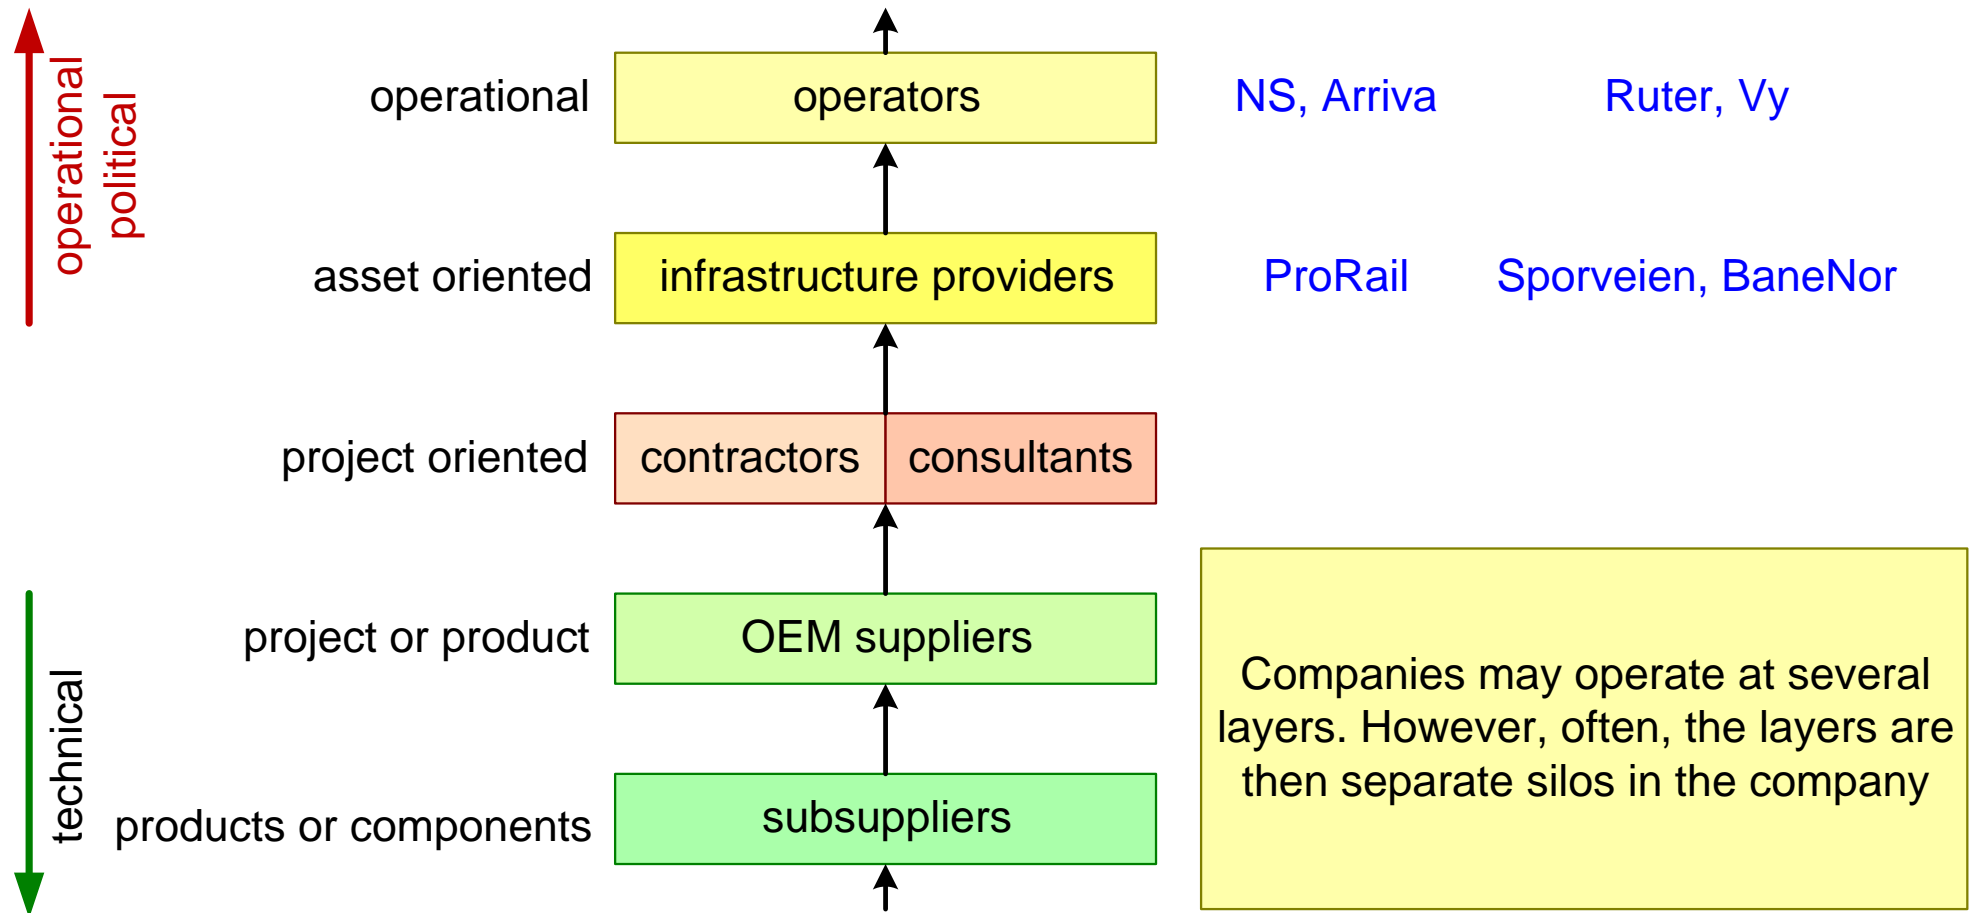 operational
political
operational
operators
NS, Arriva
Ruter, Vy
asset oriented
infrastructure providers
ProRail
Sporveien, BaneNor
project oriented
contractors
consultants
project or product
OEM suppliers
technical
products or components
subsuppliers
Companies may operate at several
layers. However, often, the layers are
then separate silos in the company